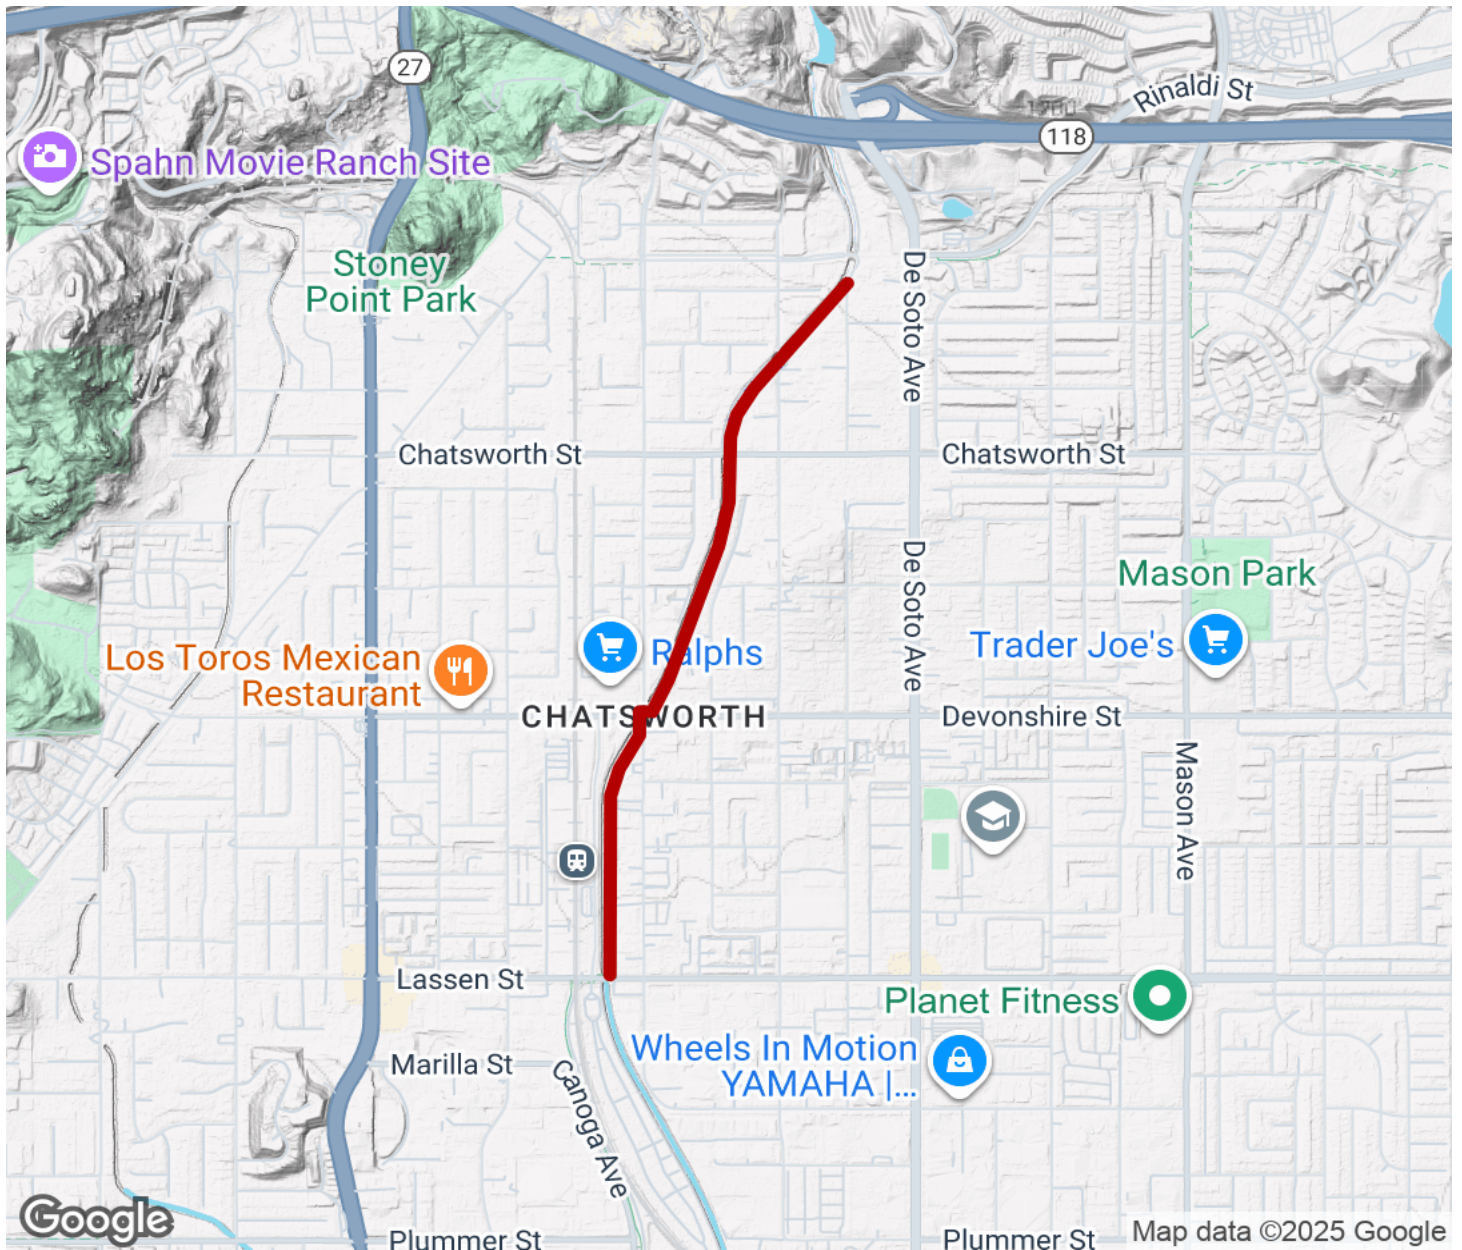 27
Rinaldi St
118
Spahn Movie Ranch Site
Stoney
Point Park
De Soto Ave
Chatsworth St
Chatsworth St
De Soto Ave
Mason Park
Los Toros Mexican
Restaurant
Ralphs
Trader Joe's
CHATSWORTH
Devonshire St
Mason Ave
Lassen St
Planet Fitness
Wheels In Motion
YAMAHA |...
Marilla St
Canoga Ave
Google
Plummer St
Plummer St
Map data ©2025 Google